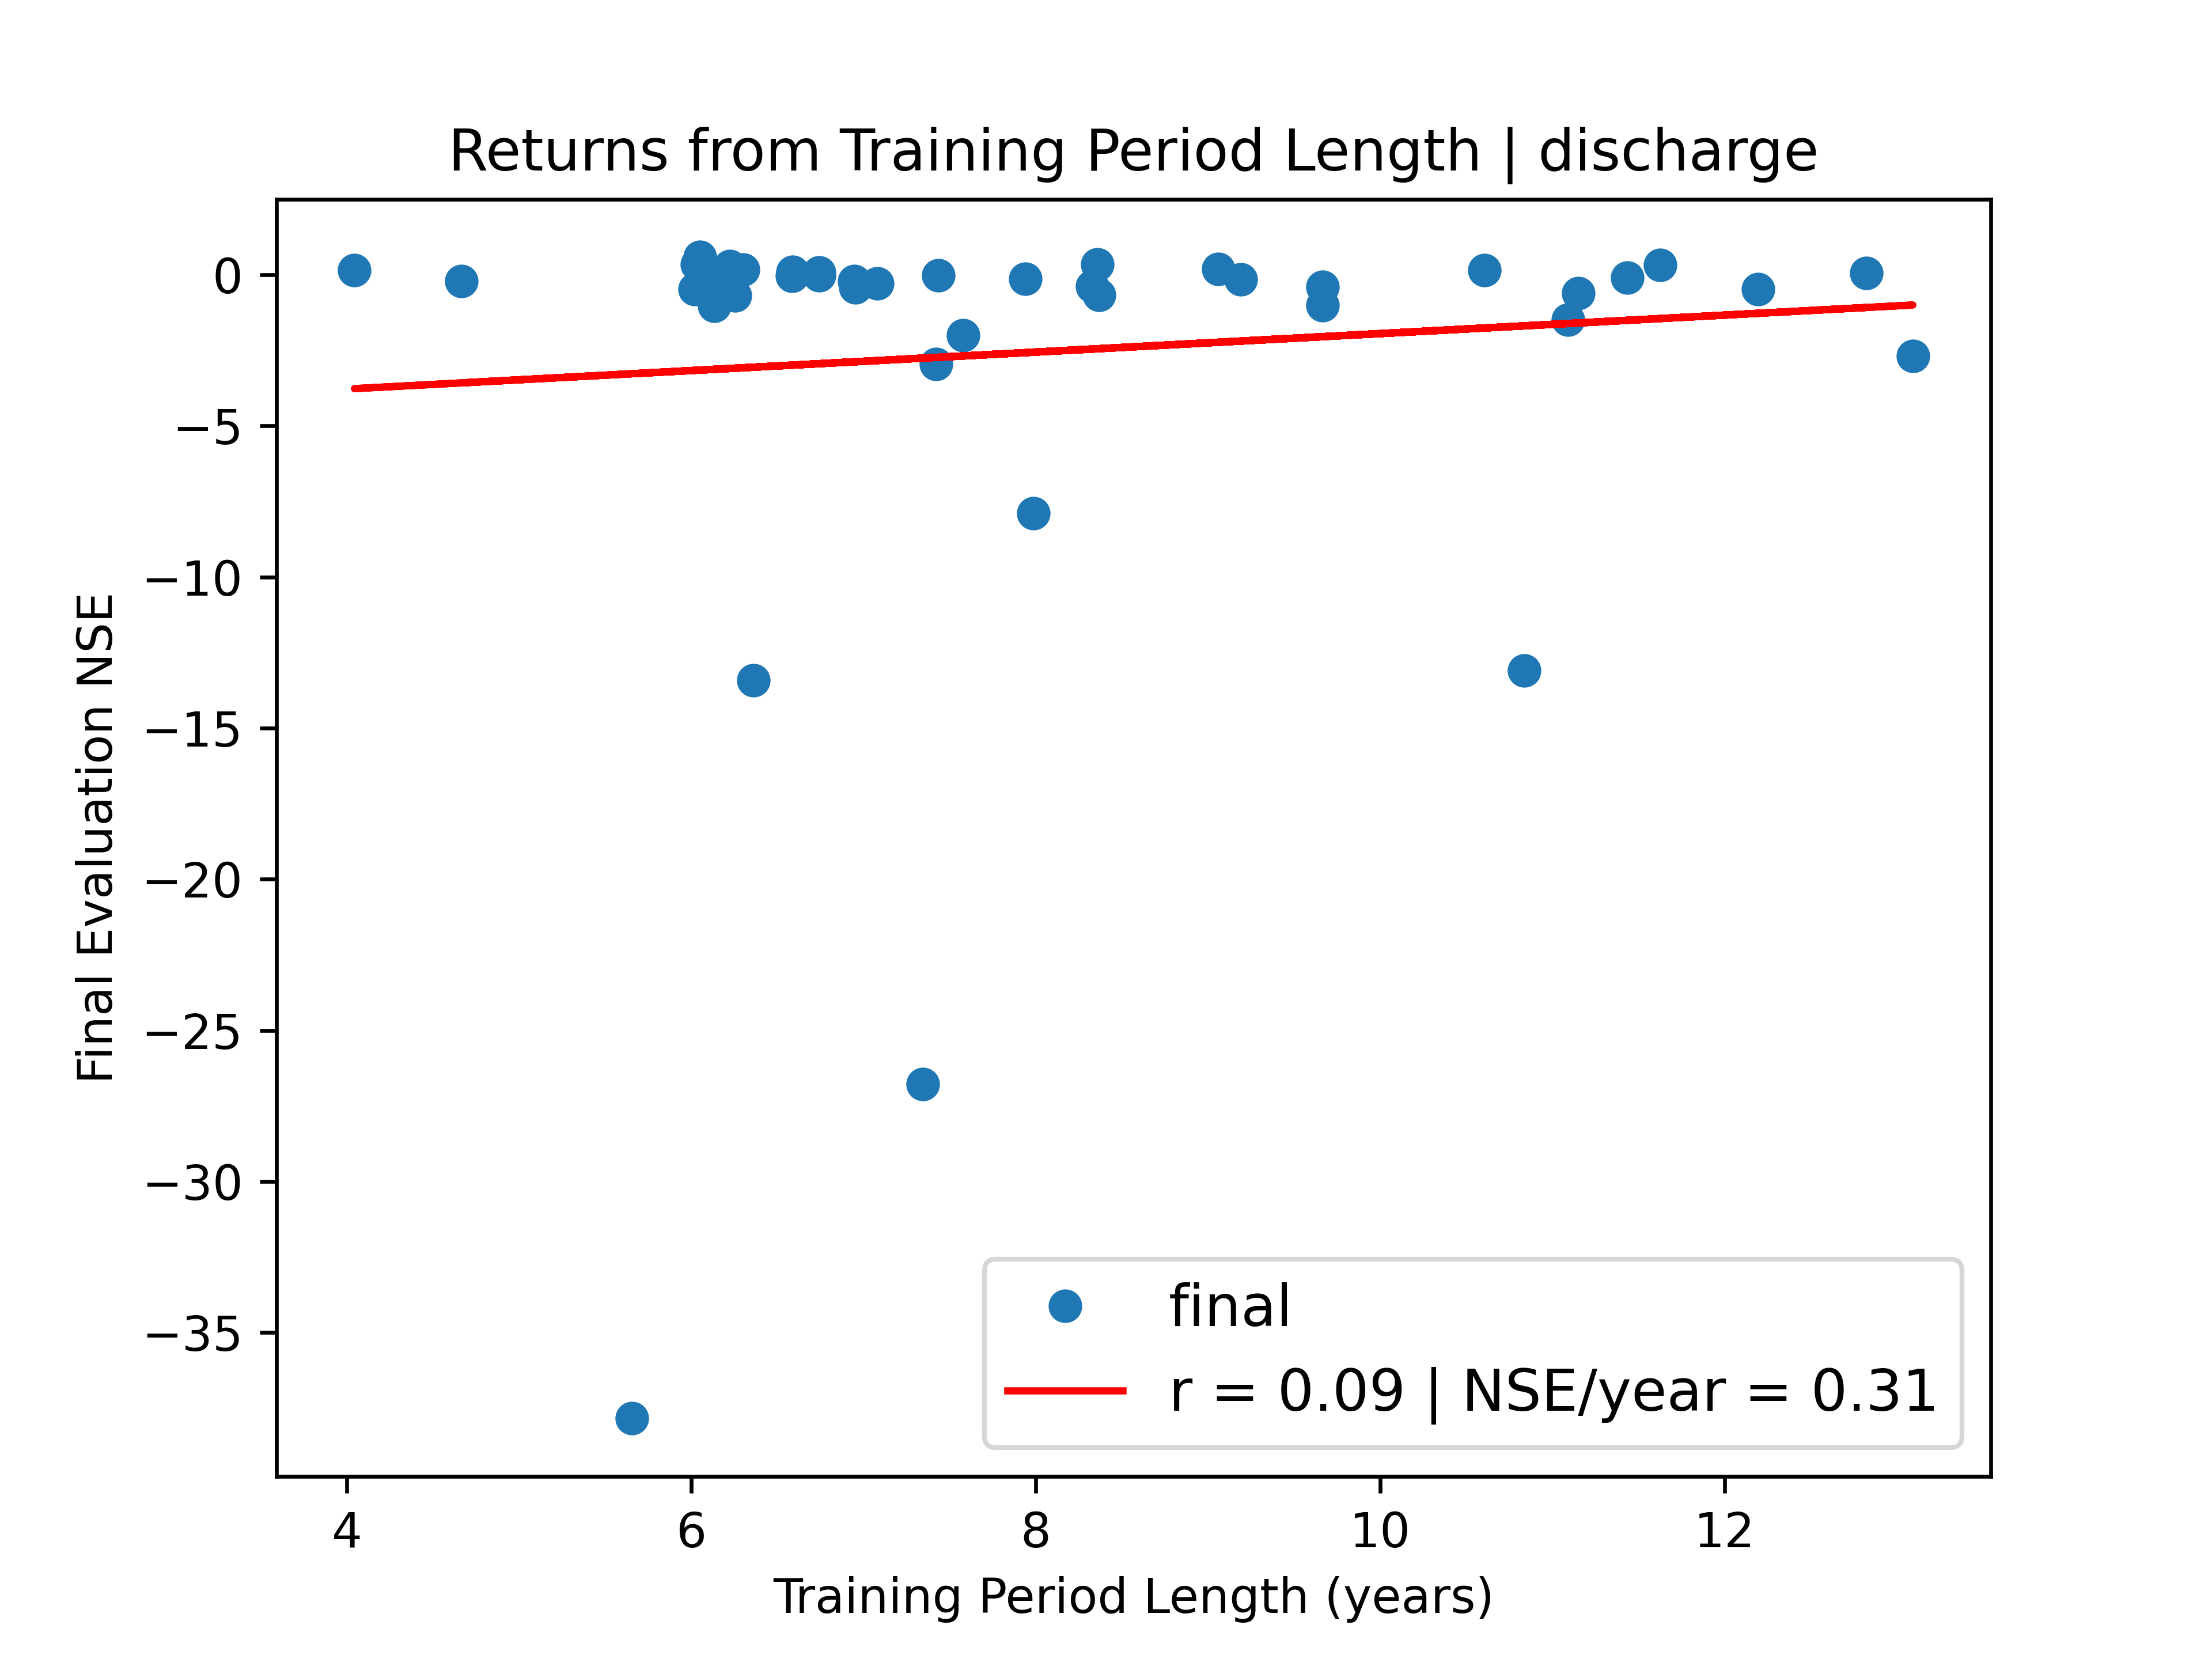 Returns from Training Period Length | discharge
Final Evaluation NSE
0
−5
−10
−15
−20
−25
−30
−35
final
r = 0.09 | NSE/year = 0.31
4 6 8 10 12
Training Period Length (years)